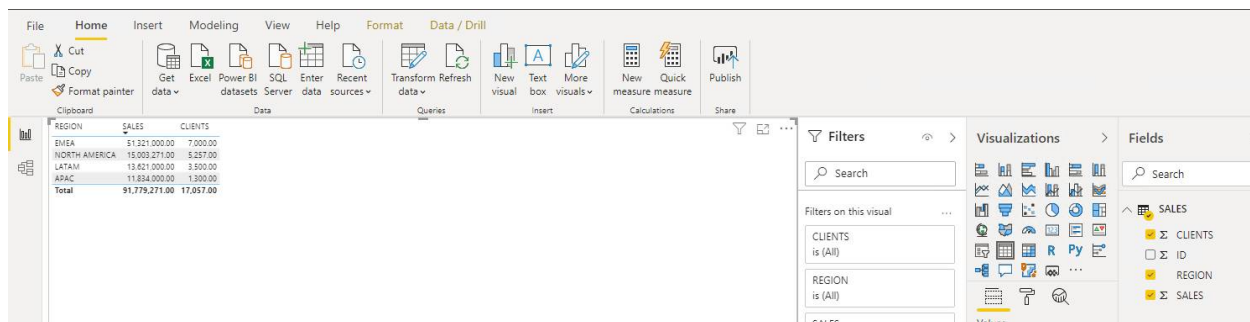 File Home Insert Modeling View Help Format Data / Drill
Paste
Cut
Copy
Format painter
Clipboard
Get data
Excel
Power BI datasets
SQL Server
Enter data
Recent sources
Data
Transform data
Refresh
Queries
New visual
Text box
More visuals
Insert
New measure
Quick measure
Calculations
Publish
Share
REGION SALES CLIENTS
EMEA 51,321,000.00 7,000.00
NORTH AMERICA 15,003,271.00 5,257.00
LATAM 13,621,000.00 3,500.00
APAC 11,834,000.00 1,300.00
Total 91,779,271.00 17,057.00
Filters
Search
Filters on this visual
CLIENTS
is (All)
REGION
is (All)
Visualizations
R Py
Fields
Search
SALES
Σ CLIENTS
Σ ID
REGION
Σ SALES